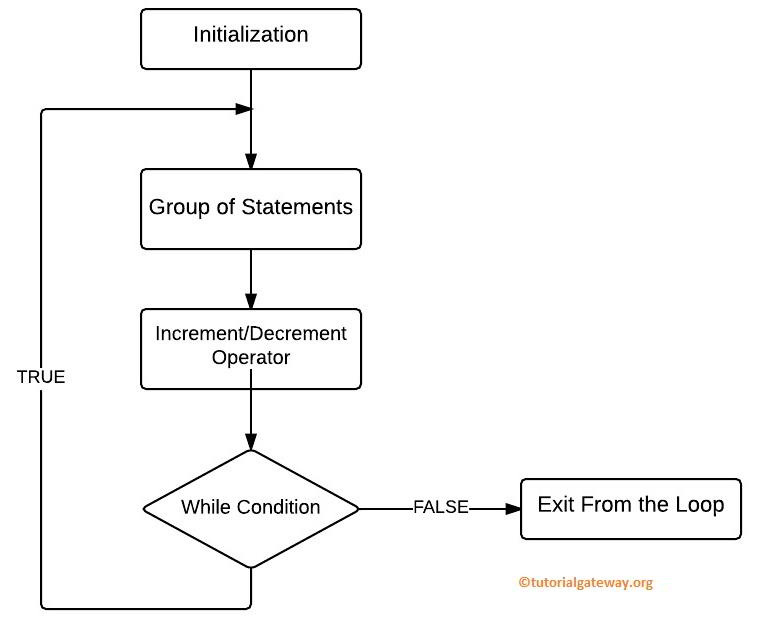 Initialization
Group of Statements
Increment/Decrement
Operator
TRUE
While Condition
FALSE
Exit From the Loop
©tutorialgateway.org